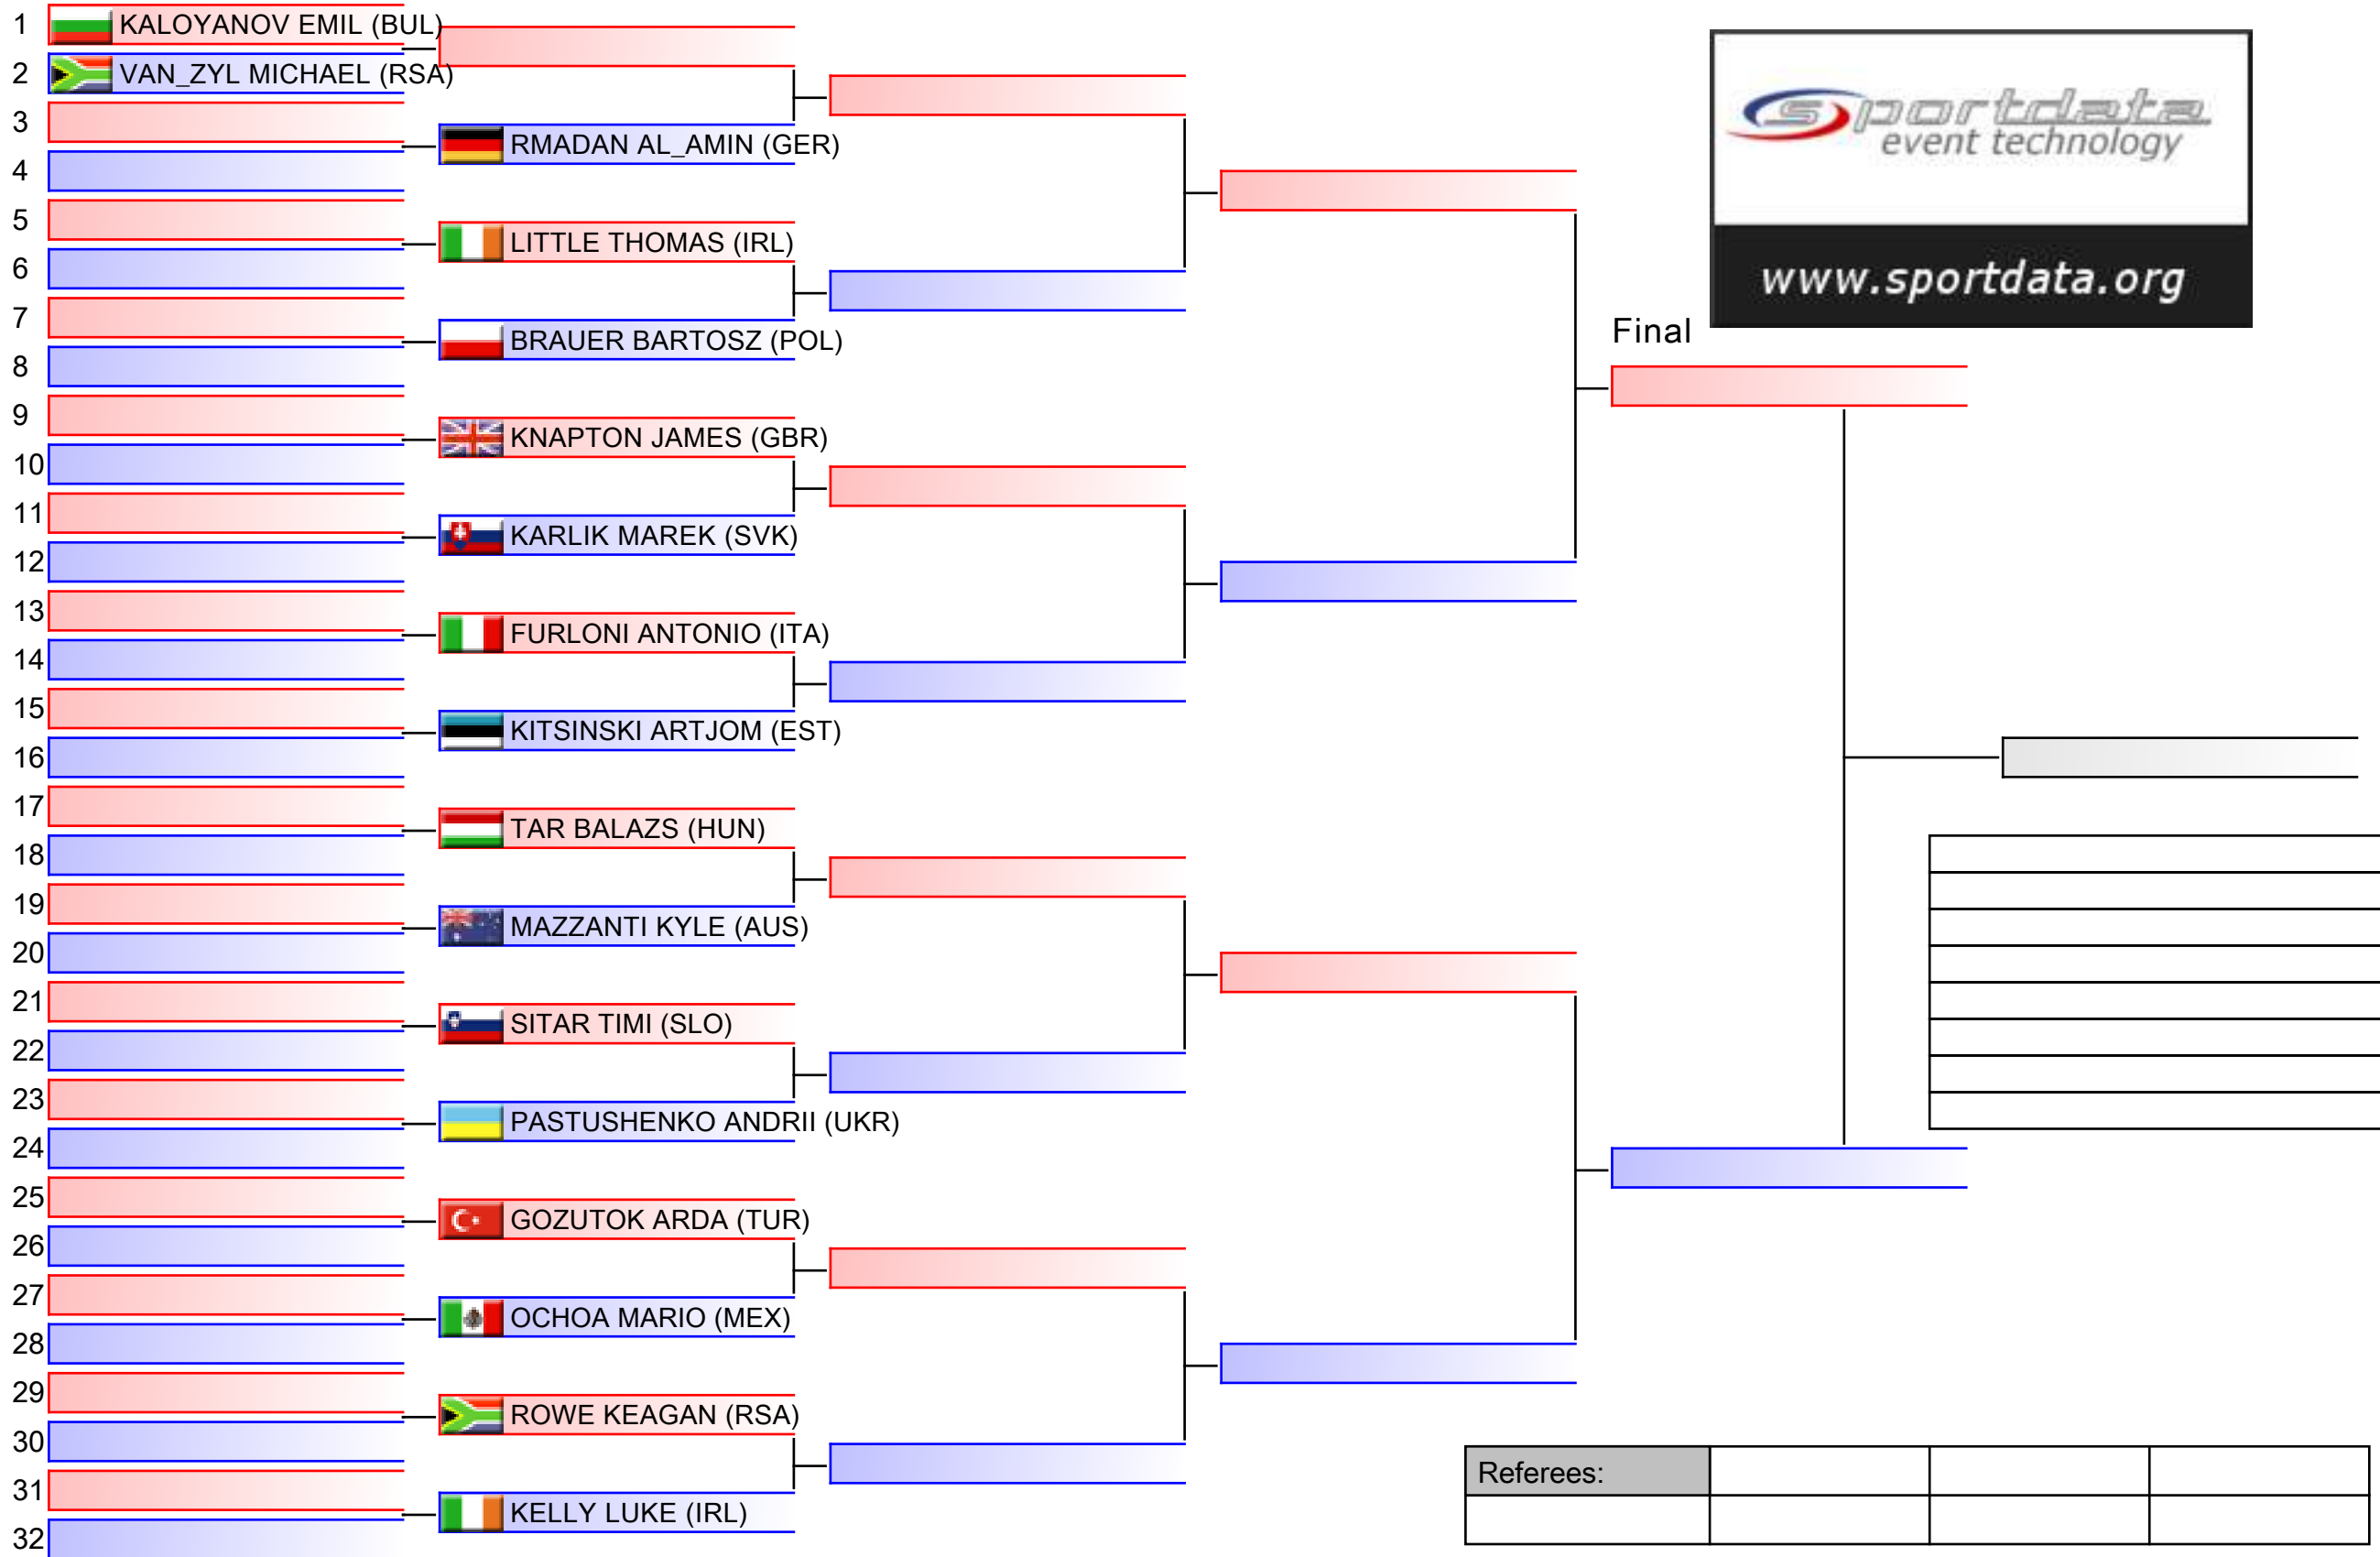 1 KALOYANOV EMIL (BUL)
2 VAN_ZYL MICHAEL (RSA)
3
RMADAN AL_AMIN (GER)
4
5
LITTLE THOMAS (IRL)
6
7
BRAUER BARTOSZ (POL)
8
9
KNAPTON JAMES (GBR)
10
11
KARLIK MAREK (SVK)
12
13
FURLONI ANTONIO (ITA)
14
15
KITSINSKI ARTJOM (EST)
16
17
TAR BALAZS (HUN)
18
19
MAZZANTI KYLE (AUS)
20
21
SITAR TIMI (SLO)
22
23
PASTUSHENKO ANDRII (UKR)
24
25
GOZUTOK ARDA (TUR)
26
27
OCHOA MARIO (MEX)
28
29
ROWE KEAGAN (RSA)
30
31
KELLY LUKE (IRL)
32
sportdata
event technology
www.sportdata.org
Final
Referees: